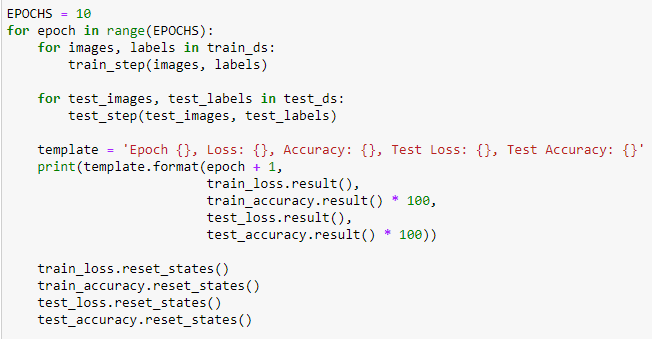 EPOCHS = 10
for epoch in range(EPOCHS):
    for images, labels in train_ds:
        train_step(images, labels)

    for test_images, test_labels in test_ds:
        test_step(test_images, test_labels)

    template = 'Epoch {}, Loss: {}, Accuracy: {}, Test Loss: {}, Test Accuracy: {}'
    print(template.format(epoch + 1,
                          train_loss.result(),
                          train_accuracy.result() * 100,
                          test_loss.result(),
                          test_accuracy.result() * 100))

    train_loss.reset_states()
    train_accuracy.reset_states()
    test_loss.reset_states()
    test_accuracy.reset_states()